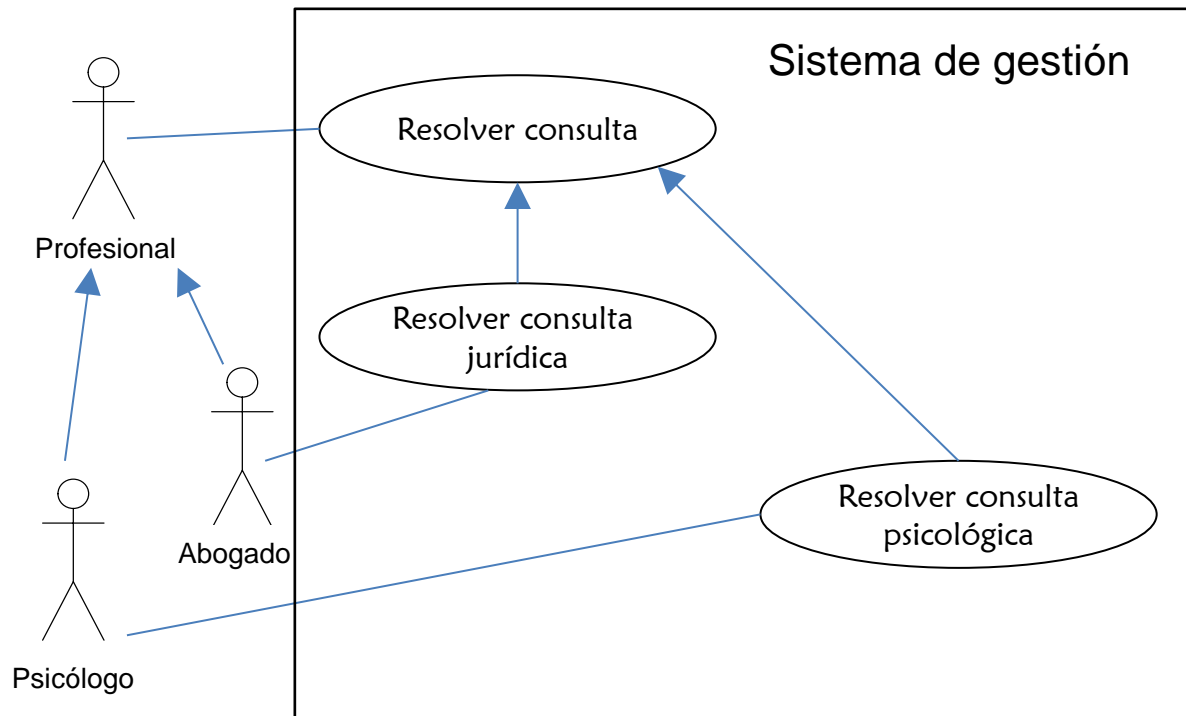 Sistema de gestión
Resolver consulta
Profesional
Resolver consulta
jurídica
Resolver consulta
psicológica
Abogado
Psicólogo